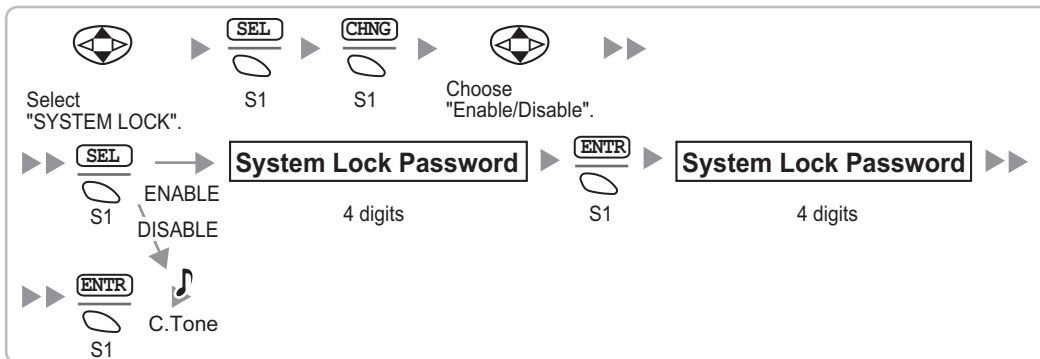 SEL
CHNG
Select
"SYSTEM LOCK".
S1
S1
Choose
"Enable/Disable".
SEL
S1
ENABLE
DISABLE
System Lock Password
4 digits
ENTR
S1
System Lock Password
4 digits
ENTR
S1
C.Tone